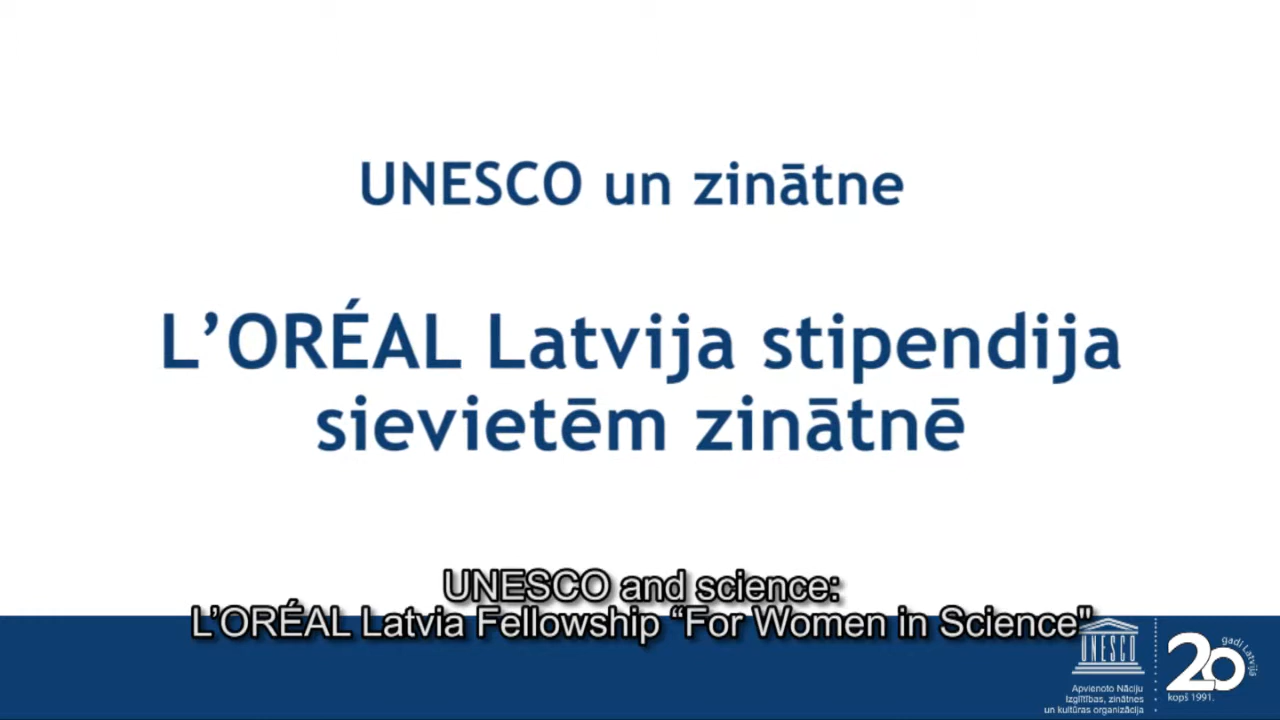 UNESCO un zinātne
L’ORÉAL Latvija stipendija
sievietēm zinātnē
UNESCO and science:
L’ORÉAL Latvia Fellowship “For Women in Science"
UNESCO
Apvienoto Nāciju
Izglītības, zinātnes
un kultūras organizācija
20
gadi Latvijā
kopš 1991.